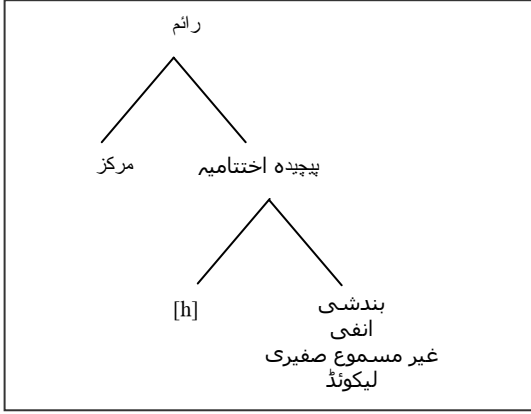 رائم
مرکز
پیچیدہ اختتامیہ
[h]
بندشی
انفی
غیر مسموع صفیری
لیکوئڈ